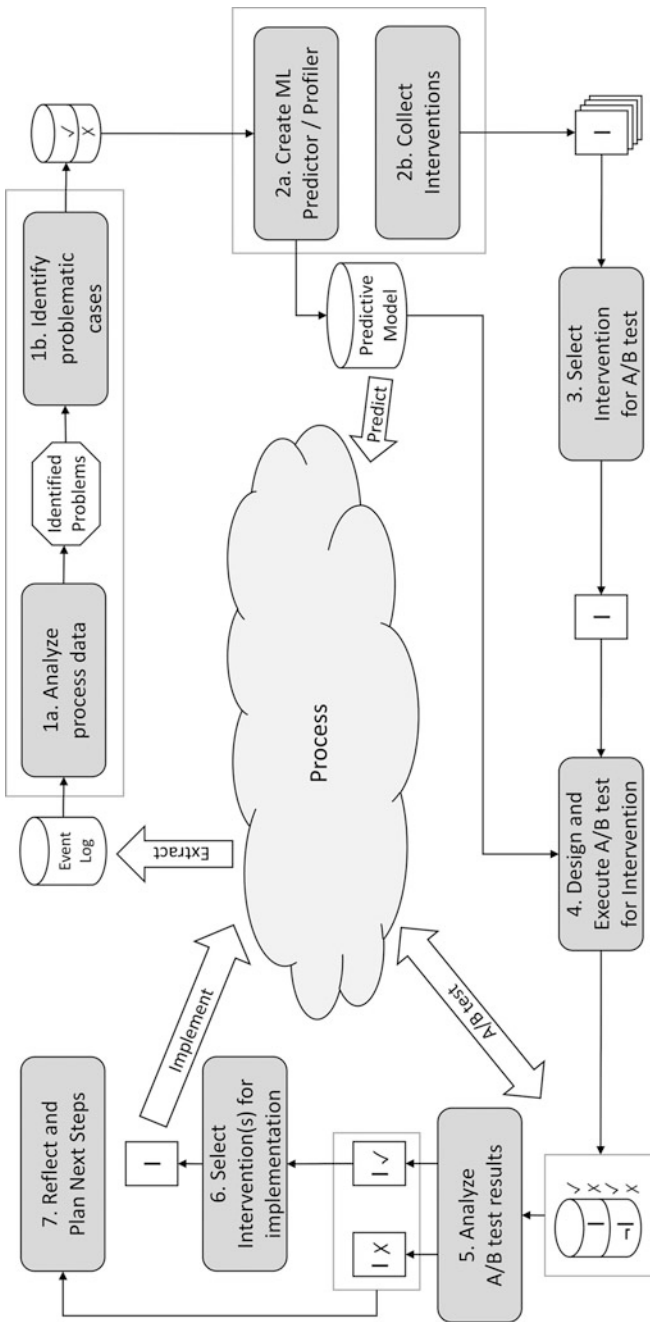 Event
Log
1a. Analyze
process data
Identified
Problems
1b. Identify
problematic
cases
√
X
Extract
Implement
7. Reflect and
Plan Next Steps
I
6. Select
Intervention(s) for
implementation
Process
Predict
Predictive
Model
2a. Create ML
Predictor / Profiler
2b. Collect
Interventions
I X
I √
A/B test
5. Analyze
A/B test results
I
4. Design and
Execute A/B test
for Intervention
I
3. Select
Intervention
for A/B test
I
√
X
√
X